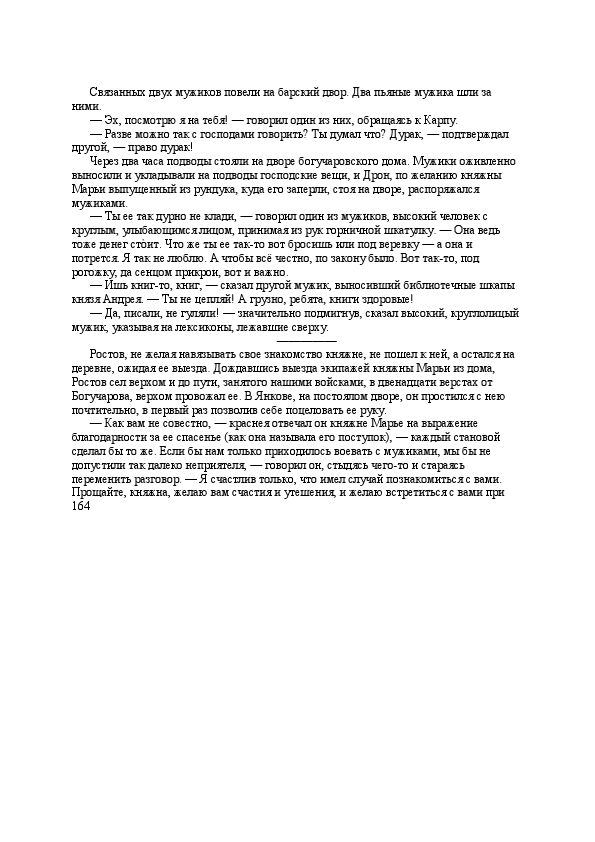 Связанных двух мужиков повели на барский двор. Два пьяные мужика шли за
ними.
— Эх, посмотрю я на тебя! — говорил один из них, обращаясь к Карпу.
— Разве можно так с господами говорить? Ты думал что? Дурак, — подтверждал
другой, — право дурак!
Через два часа подводы стояли на дворе богучаровского дома. Мужики оживленно
выносили и укладывали на подводы господские вещи, и Дрон, по желанию княжны
Марьи выпущенный из рундука, куда его заперли, стоя на дворе, распоряжался
мужиками.
— Ты ее так дурно не клади, — говорил один из мужиков, высокий человек с
круглым, улыбающимся лицом, принимая из рук горничной шкатулку. — Она ведь
тоже денег сто̀ит. Что же ты ее так-то вот бросишь или под веревку — а она и
потрется. Я так не люблю. А чтобы всё честно, по закону было. Вот так-то, под
рогожку, да сенцом прикрои, вот и важно.
— Ишь книг-то, книг, — сказал другой мужик, выносивший библиотечные шкапы
князя Андрея. — Ты не цепляй! А грузно, ребята, книги здоровые!
— Да, писали, не гуляли! — значительно подмигнув, сказал высокий, круглолицый
мужик, указывая на лексиконы, лежавшие сверху.
Ростов, не желая навязывать свое знакомство княжне, не пошел к ней, а остался на
деревне, ожидая ее выезда. Дождавшись выезда экипажей княжны Марьи из дома,
Ростов сел верхом и до пути, занятого нашими войсками, в двенадцати верстах от
Богучарова, верхом провожал ее. В Янкове, на постоялом дворе, он простился с нею
почтительно, в первый раз позволив себе поцеловать ее руку.
— Как вам не совестно, — краснея отвечал он княжне Марье на выражение
благодарности за ее спасенье (как она называла его поступок), — каждый становой
сделал бы то же. Если бы нам только приходилось воевать с мужиками, мы бы не
допустили так далеко неприятеля, — говорил он, стыдясь чего-то и стараясь
переменить разговор. — Я счастлив только, что имел случай познакомиться с вами.
Прощайте, княжна, желаю вам счастия и утешения, и желаю встретиться с вами при
164